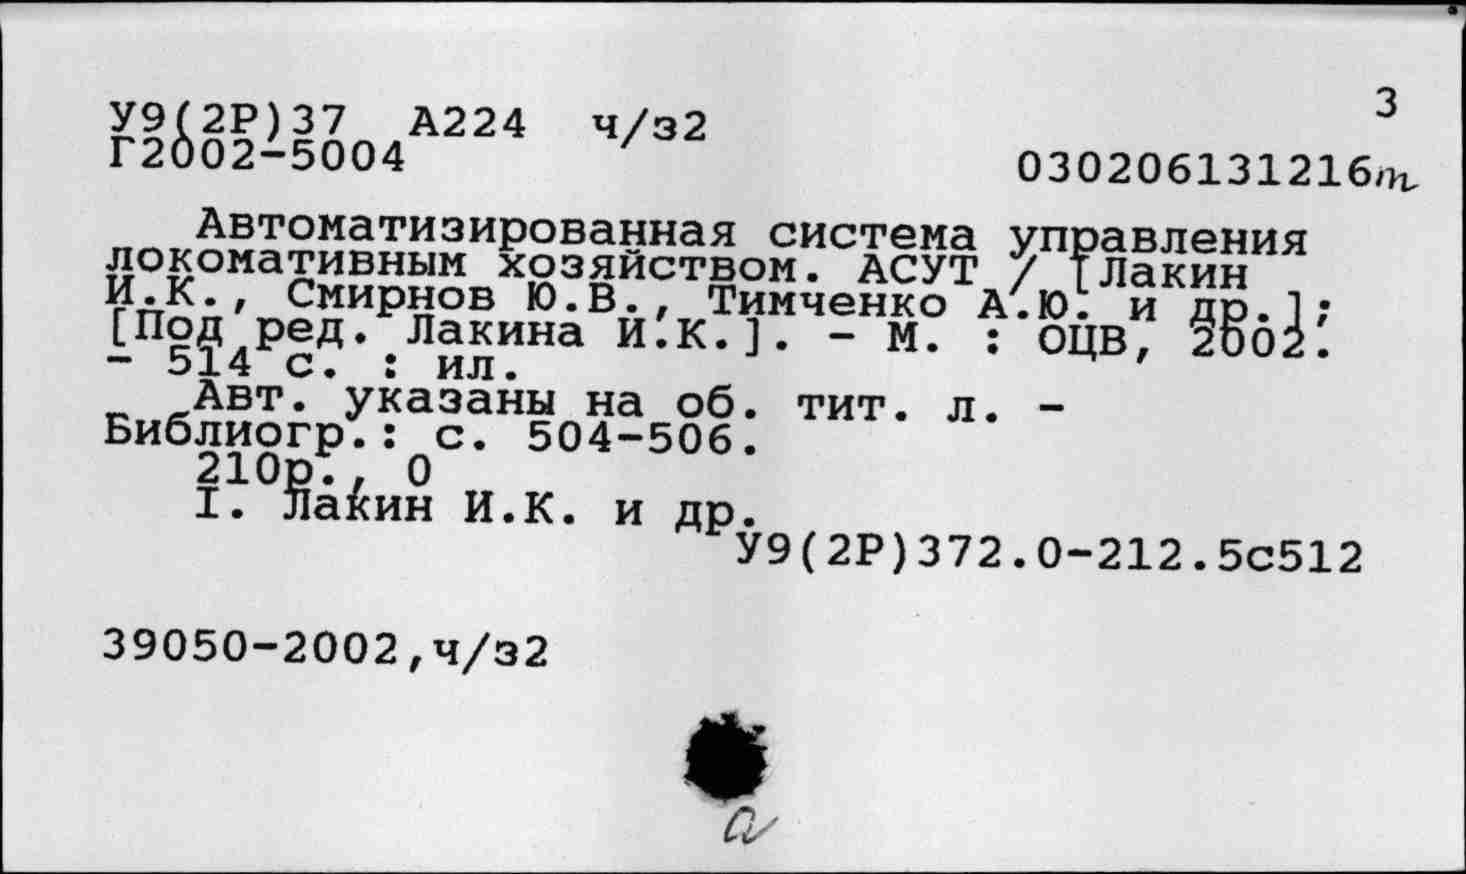 3
У9(2Р)37 А224 ч/з2
Г2002-5004
030206131216
Автоматизированная система управления
локомативным хозяйством. АСУТ / [Лакин
И.К., Смирнов Ю.В., Тимченко А.Ю. и др.];
[Под ред. Лакина И.К.]. - М. : ОЦВ, 2002.
- 514 с. : ил.
Авт. указаны на об. тит. л. -
Библиогр.: с. 504-506.
210р., 0
I. Лакин И.К. и др.
У9(2Р)372.0-212.5с512
39050-2002,ч/з2